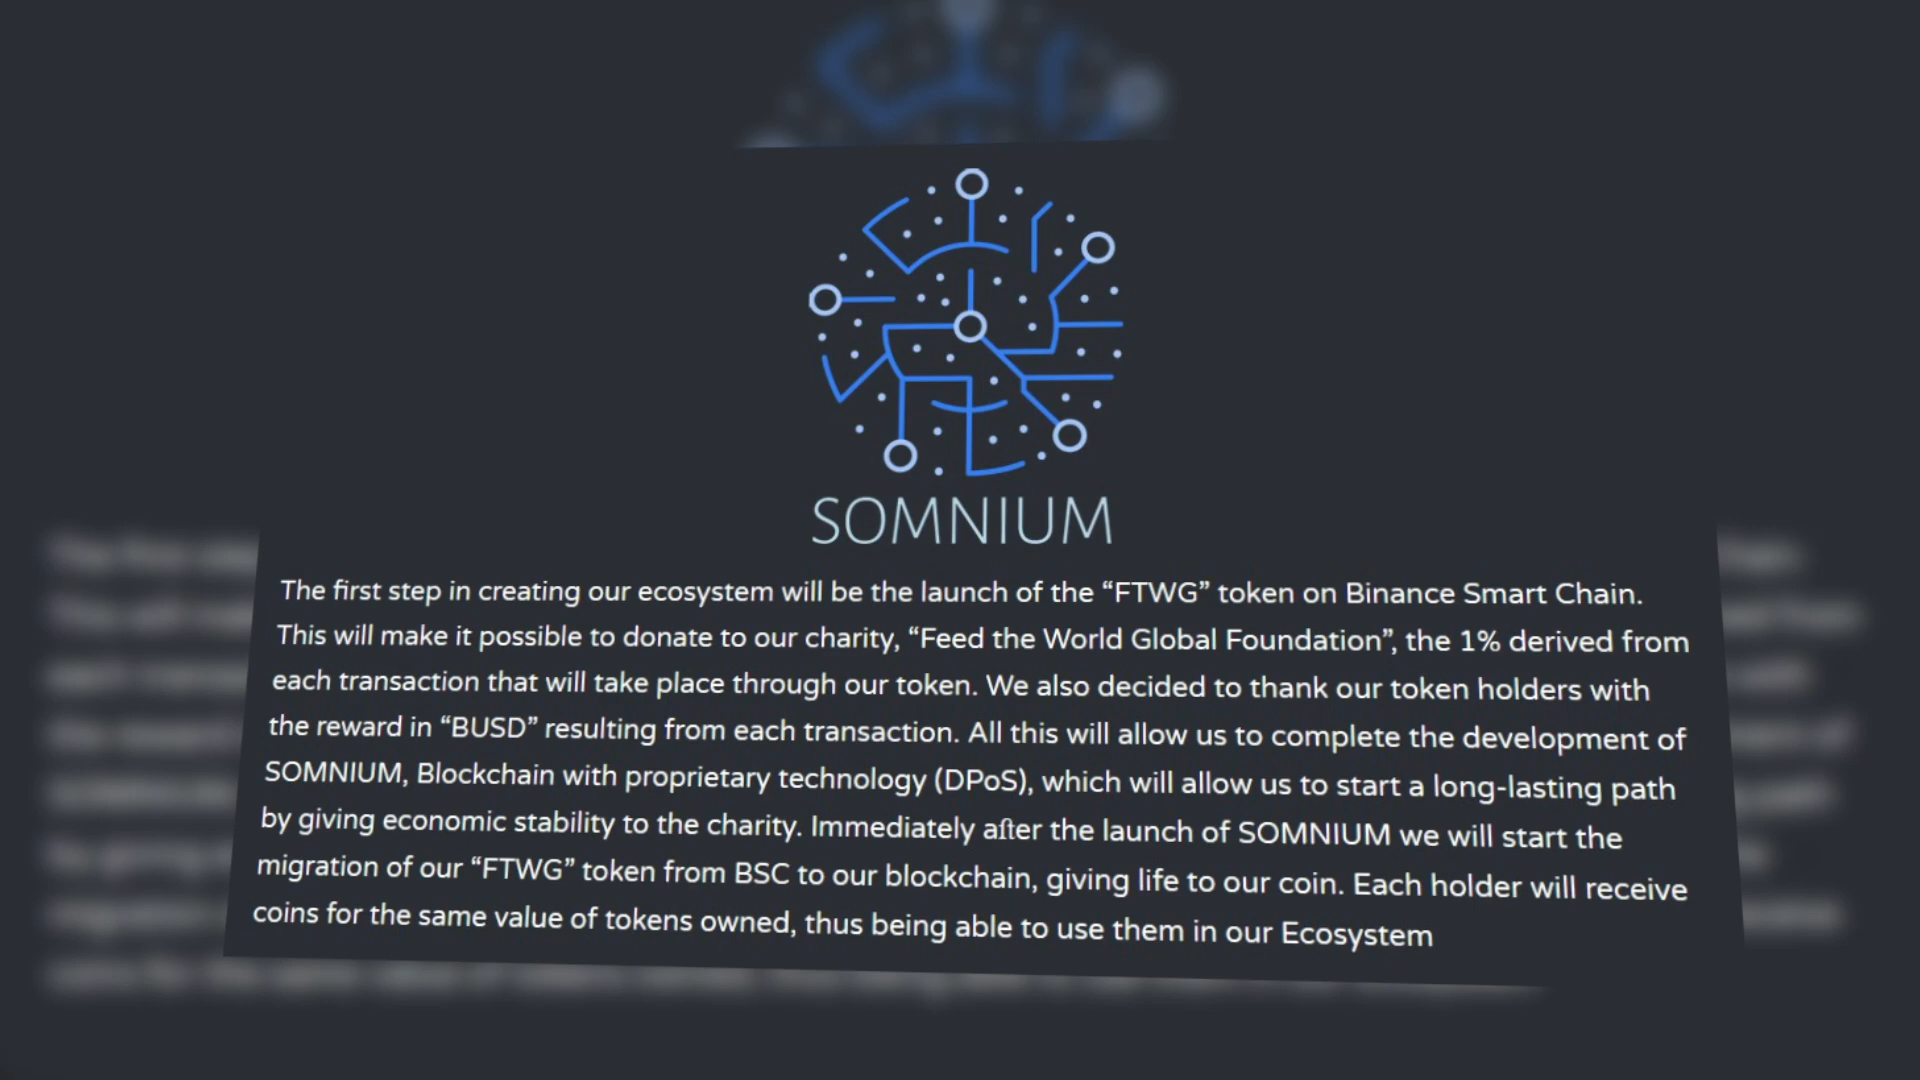 SOMNIUM
The first step in creating our ecosystem will be the launch of the “FTWG” token on Binance Smart Chain.
This will make it possible to donate to our charity, “Feed the World Global Foundation”, the 1% derived from
each transaction that will take place through our token. We also decided to thank our token holders with
the reward in “BUSD” resulting from each transaction. All this will allow us to complete the development of
SOMNIUM, Blockchain with proprietary technology (DPoS), which will allow us to start a long-lasting path
by giving economic stability to the charity. Immediately after the launch of SOMNIUM we will start the
migration of our “FTWG” token from BSC to our blockchain, giving life to our coin. Each holder will receive
coins for the same value of tokens owned, thus being able to use them in our Ecosystem